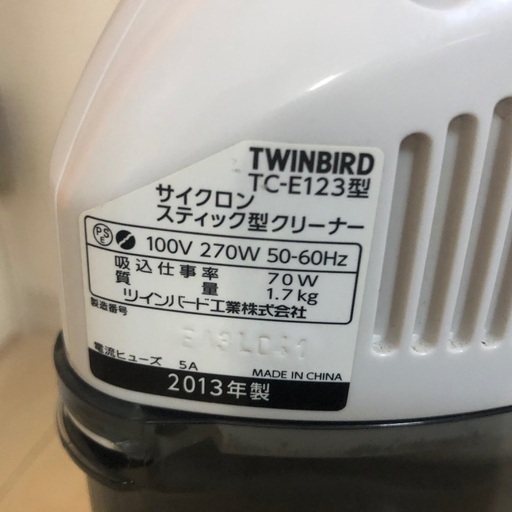 TWINBIRD
TC-E123型
サイクロン
スティック型クリーナー
PSE 100V 270W 50-60Hz
吸込仕事率 70W
質量 1.7kg
ツインバード工業株式会社
製造番号
電流ヒューズ 5A
MADE IN CHINA
2013年製